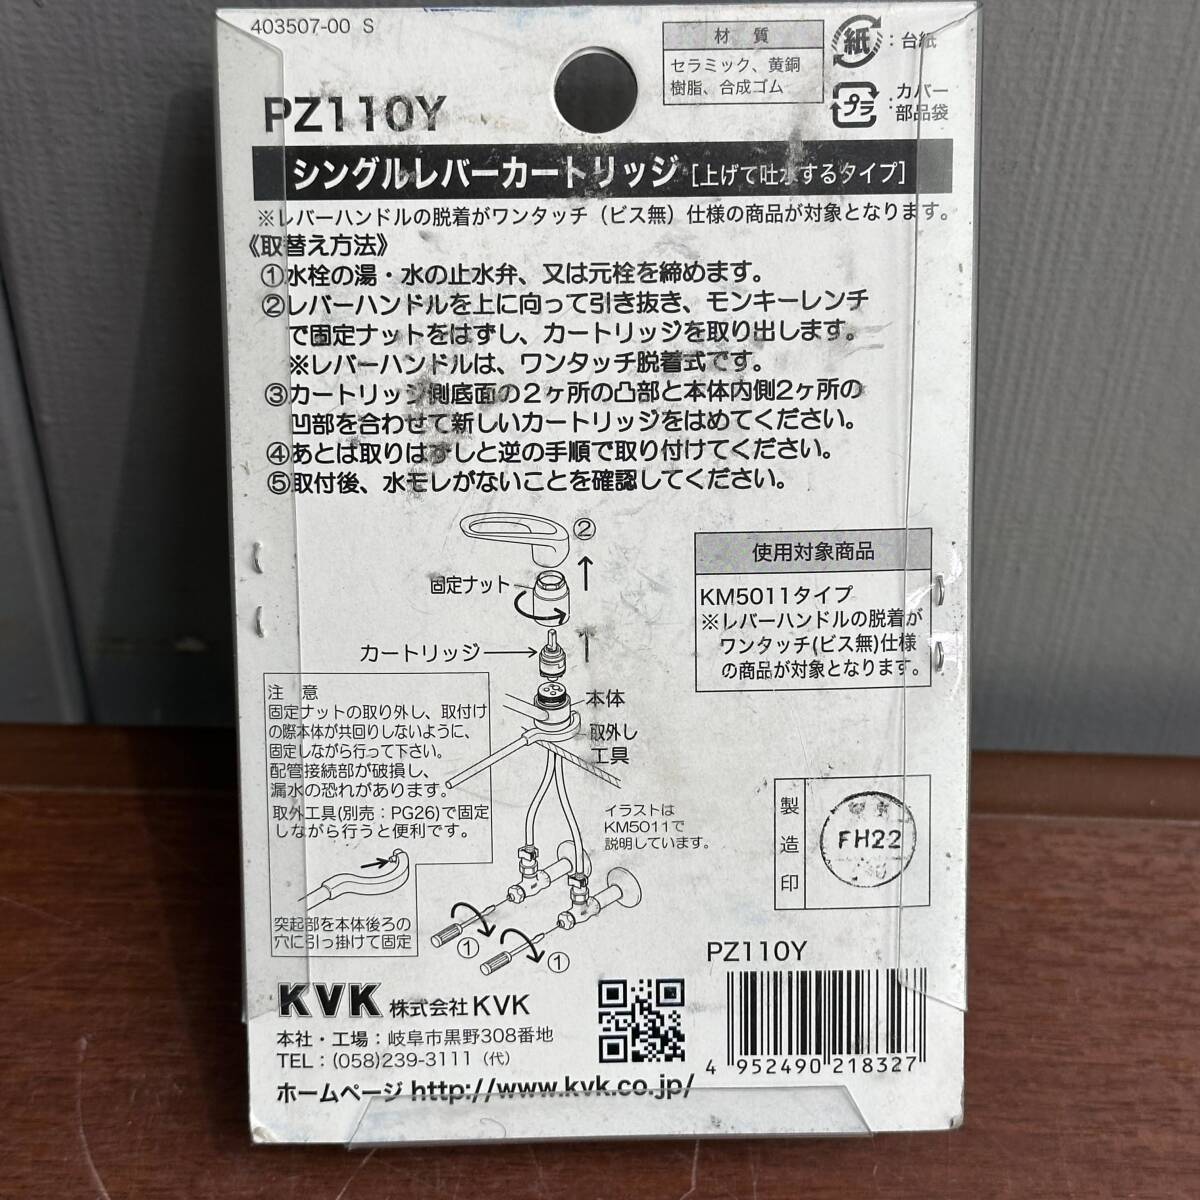 403507-00 S
材 質
セラミック、黄銅
樹脂、合成ゴム
紙
：台紙
プラ
：カバー
部品袋
PZ110Y
シングルレバーカートリッジ [上げて吐水するタイプ]
※レバーハンドルの脱着がワンタッチ（ビス無）仕様の商品が対象となります。
《取替え方法》
①水栓の湯・水の止水弁、又は元栓を締めます。
②レバーハンドルを上に向って引き抜き、モンキーレンチ
で固定ナットをはずし、カートリッジを取り出します。
※レバーハンドルは、ワンタッチ脱着式です。
③カートリッジ側底面の２ヶ所の凸部と本体内側2ヶ所の
凹部を合わせて新しいカートリッジをはめてください。
④あとは取りはずしと逆の手順で取り付けてください。
⑤取付後、水モレがないことを確認してください。
②
固定ナット
カートリッジ
本体
取外し
工具
①
①
イラストは
KM5011で
説明しています。
注 意
固定ナットの取り外し、取付け
の際本体が共回りしないように、
固定しながら行って下さい。
配管接続部が破損し、
漏水の恐れがあります。
取外工具(別売：PG26)で固定
しながら行うと便利です。
突起部を本体後ろの
穴に引っ掛けて固定
使用対象商品
KM5011タイプ
※レバーハンドルの脱着が
ワンタッチ(ビス無)仕様
の商品が対象となります。
製造印
FH22
PZ110Y
4 952490 218327
KVK 株式会社KVK
本社・工場：岐阜市黒野308番地
TEL：(058)239-3111（代）
ホームページ http://www.kvk.co.jp/